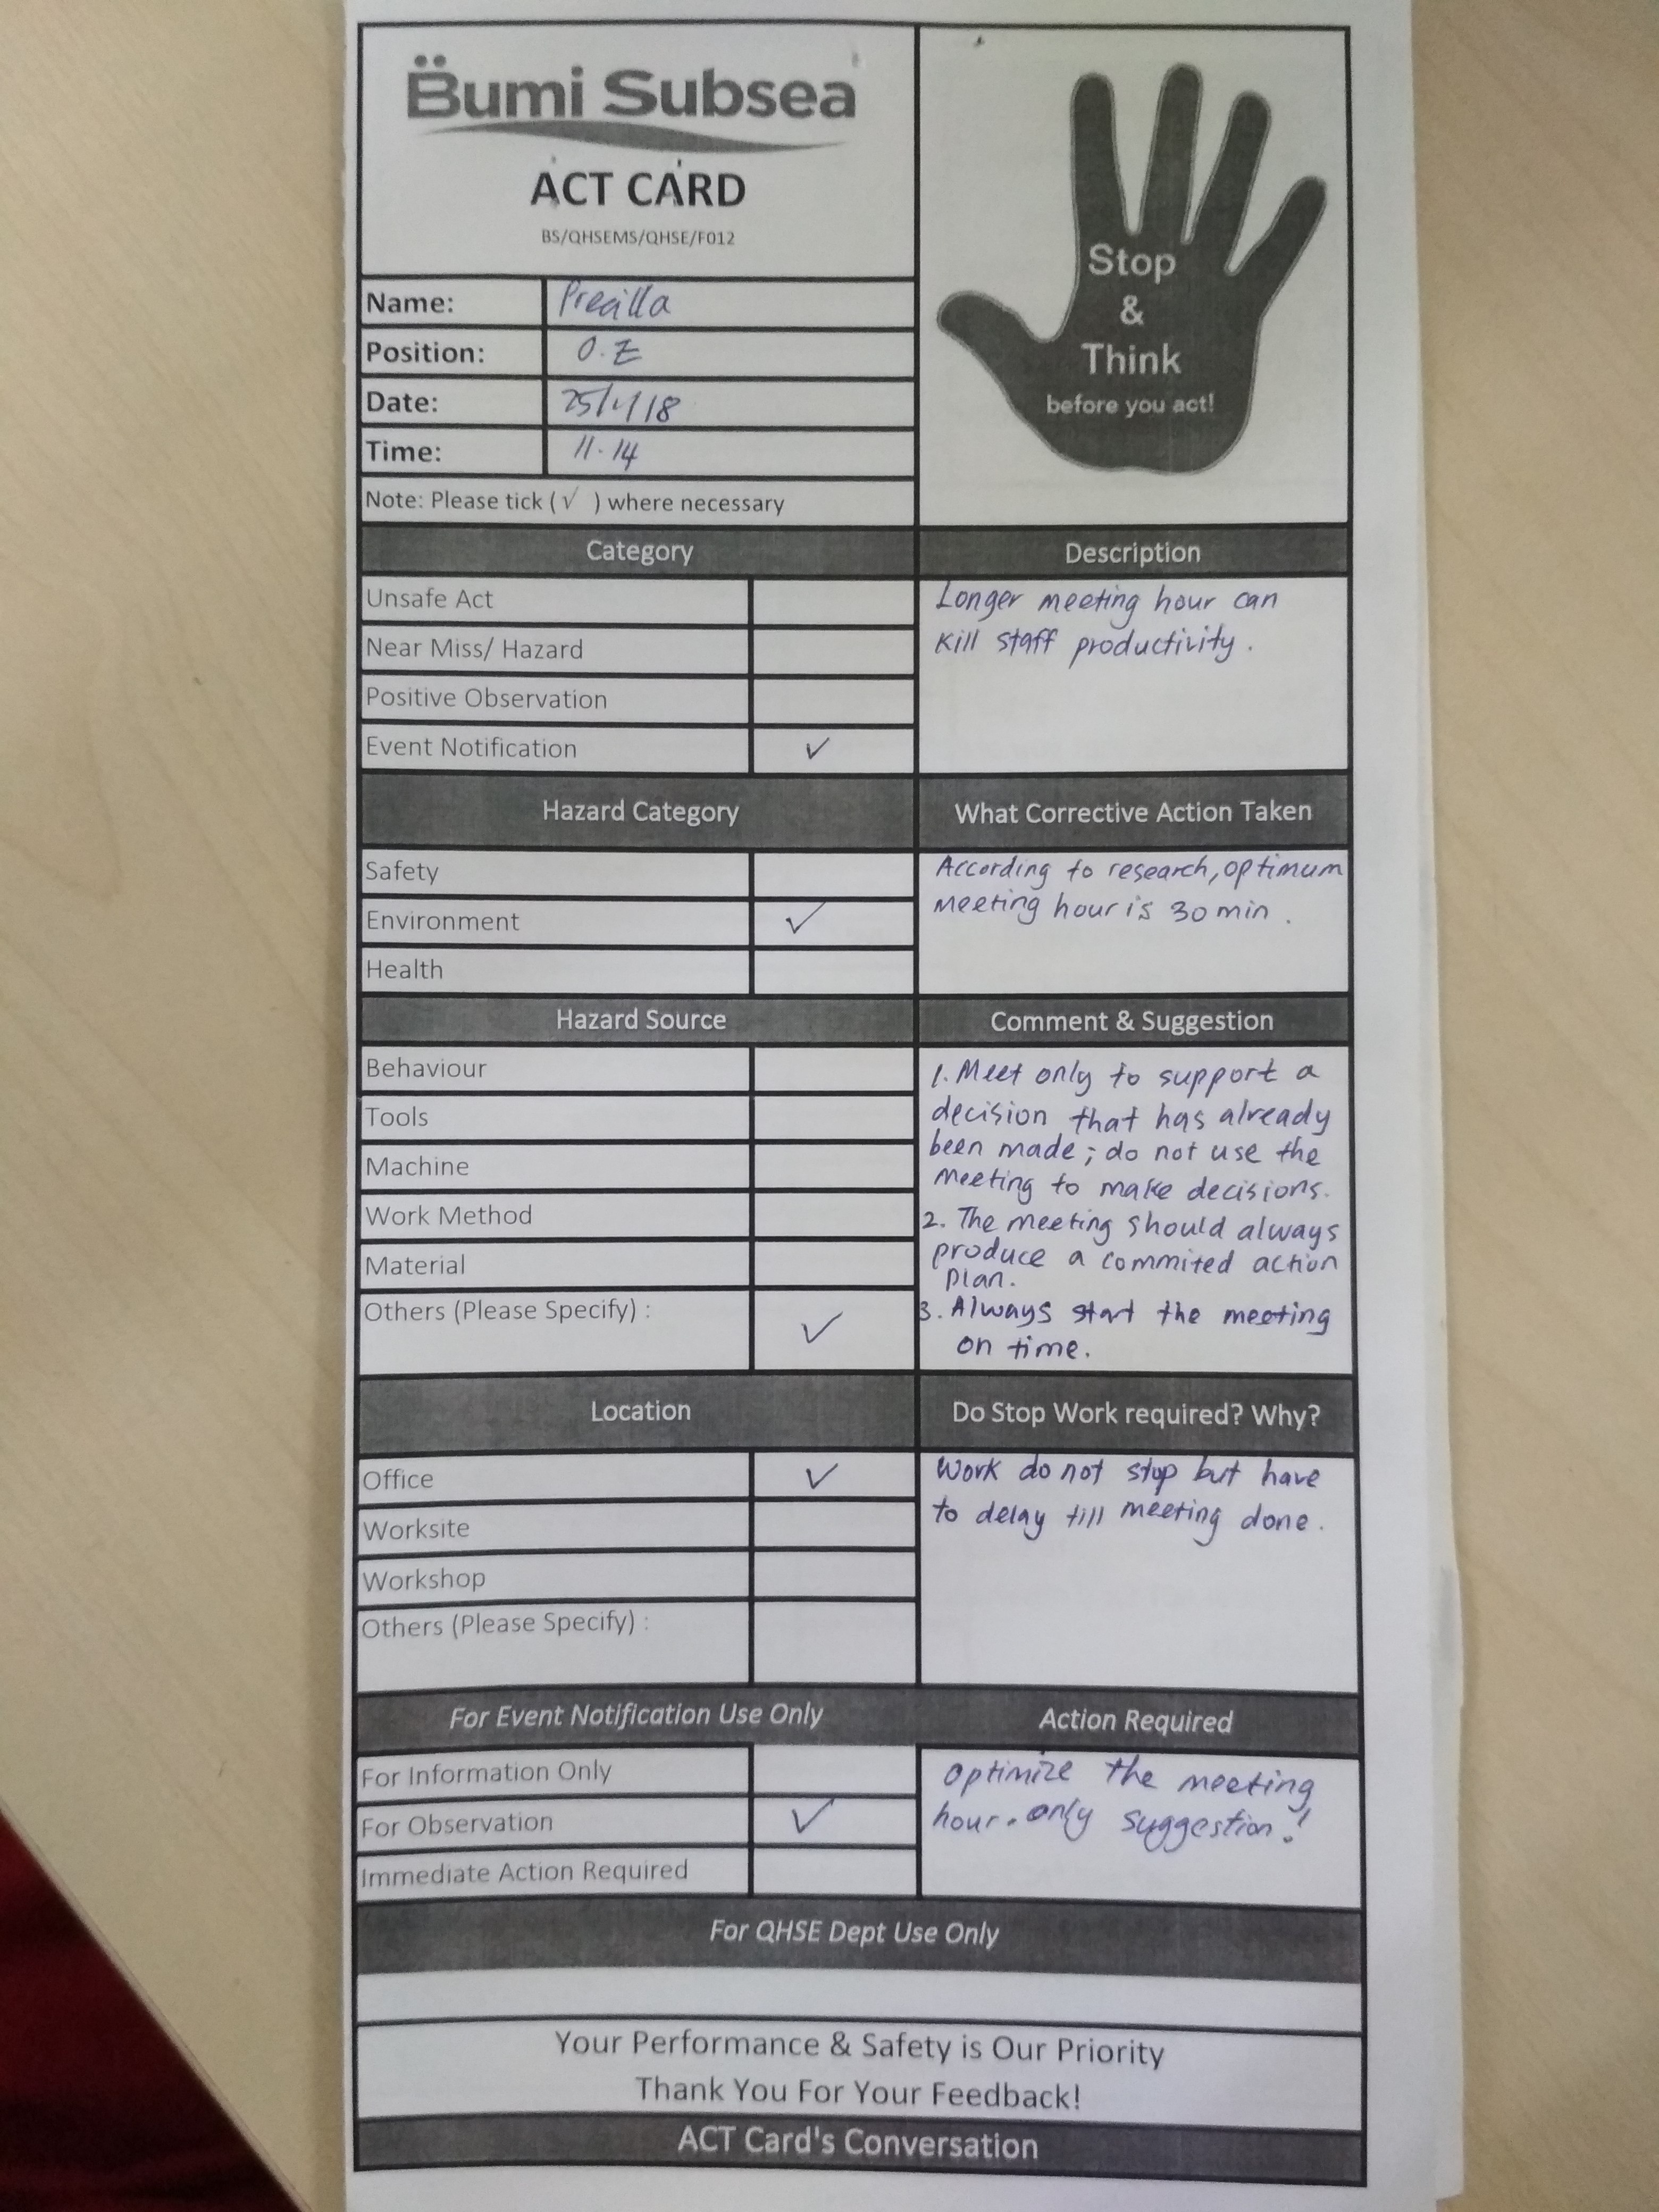 Bumi Subsea
ACT CARD
BS/QHSEMS/QHSE/F012
Stop
&
Think
before you act!
Name: Precilla
Position: O.E
Date:
Time: 11.14
Note: Please tick (√ ) where necessary
Category
Unsafe Act
Near Miss/ Hazard
Positive Observation
Event Notification ✓
Description
Longer meeting hour can
kill staff productivity.
Hazard Category
Safety
Environment ✓
Health
What Corrective Action Taken
According to research, optimum
meeting hour is 30 min.
Hazard Source
Behaviour
Tools
Machine
Work Method
Material
Others (Please Specify) : ✓
Comment & Suggestion
1. Meet only to support a
decision that has already
been made; do not use the
meeting to make decisions.
2. The meeting should always
produce a commited action
plan.
3. Always start the meeting
on time.
Location
Office ✓
Worksite
Workshop
Others (Please Specify) :
Do Stop Work required? Why?
Work do not stop but have
to delay till meeting done.
For Event Notification Use Only
For Information Only
For Observation ✓
Immediate Action Required
Action Required
Optimize the meeting
hour. only suggestion!
For QHSE Dept Use Only
Your Performance & Safety is Our Priority
Thank You For Your Feedback!
ACT Card's Conversation